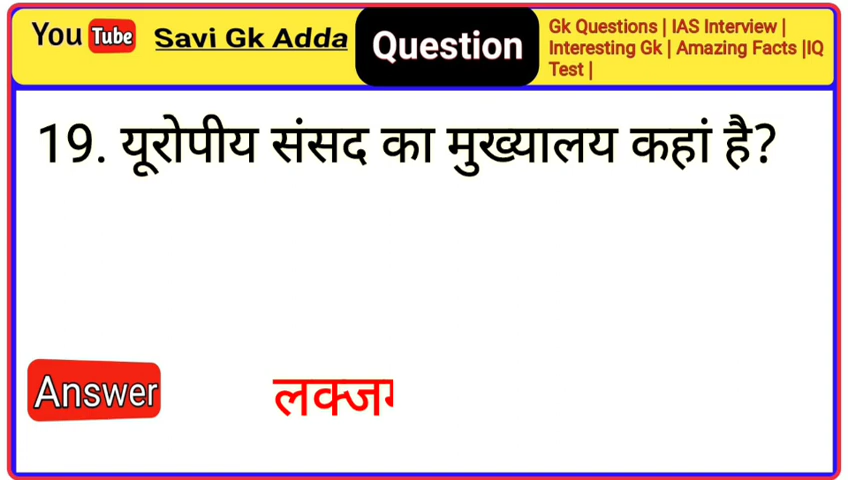 You Tube Savi Gk Adda Question
Gk Questions | IAS Interview |
Interesting Gk | Amazing Facts |IQ
Test |
19. यूरोपीय संसद का मुख्यालय कहां है?
Answer